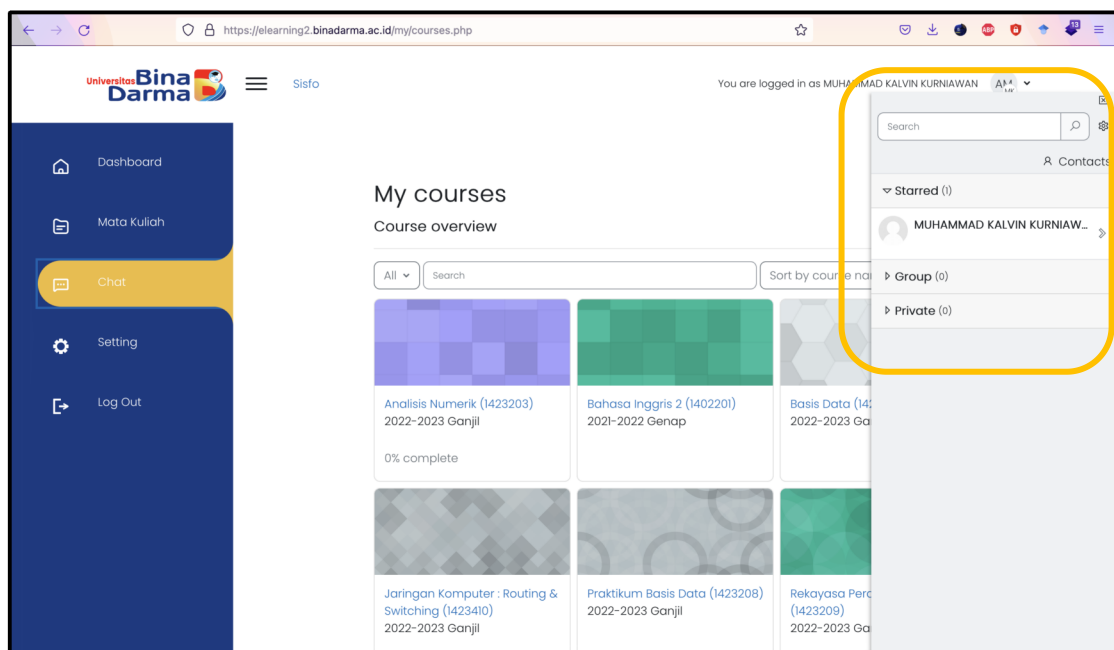 https://elearning2.binadarma.ac.id/my/courses.php
ABP
13
Universitas Bina
Darma
Sisfo
You are logged in as MUHAMMAD KALVIN KURNIAWAN
Search
Contacts
Dashboard
Mata Kuliah
Chat
Setting
Log Out
My courses
Course overview
All
Search
Sort by course
Analisis Numerik (1423203)
2022-2023 Ganjil
0% complete
Bahasa Inggris 2 (1402201)
2021-2022 Genap
Basis Data
2022-2023
Jaringan Komputer : Routing &
Switching (1423410)
2022-2023 Ganjil
Praktikum Basis Data (1423208)
2022-2023 Ganjil
Rekayasa
(1423209)
2022-2023
Starred (1)
MUHAMMAD KALVIN KURNIAW...
Group (0)
Private (0)